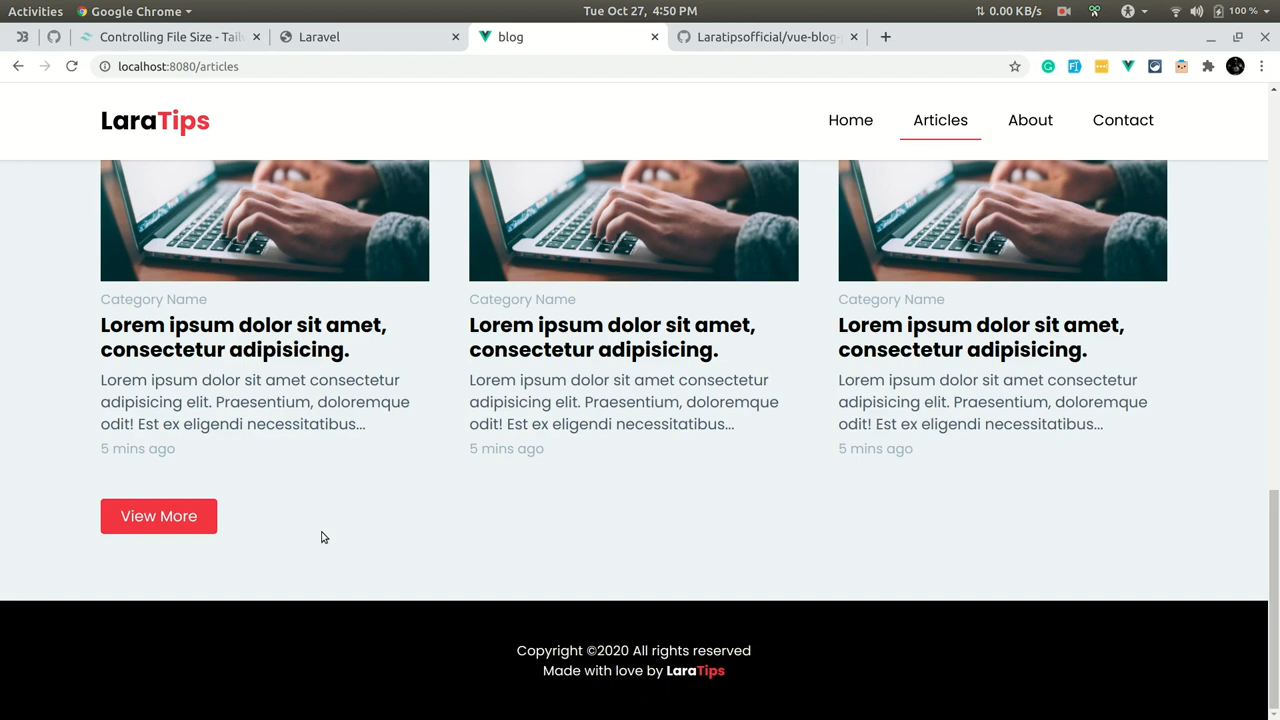 Activities Google Chrome Tue Oct 27, 4:50 PM 0.00 KB/s 100 %
Controlling File Size - Tail Laravel blog Laratipsofficial/vue-blog-
localhost:8080/articles
LaraTips Home Articles About Contact
Category Name Category Name Category Name
Lorem ipsum dolor sit amet, Lorem ipsum dolor sit amet, Lorem ipsum dolor sit amet,
consectetur adipisicing. consectetur adipisicing. consectetur adipisicing.
Lorem ipsum dolor sit amet consectetur Lorem ipsum dolor sit amet consectetur Lorem ipsum dolor sit amet consectetur
adipisicing elit. Praesentium, doloremque adipisicing elit. Praesentium, doloremque adipisicing elit. Praesentium, doloremque
odit! Est ex eligendi necessitatibus... odit! Est ex eligendi necessitatibus... odit! Est ex eligendi necessitatibus...
5 mins ago 5 mins ago 5 mins ago
View More
Copyright ©2020 All rights reserved
Made with love by LaraTips